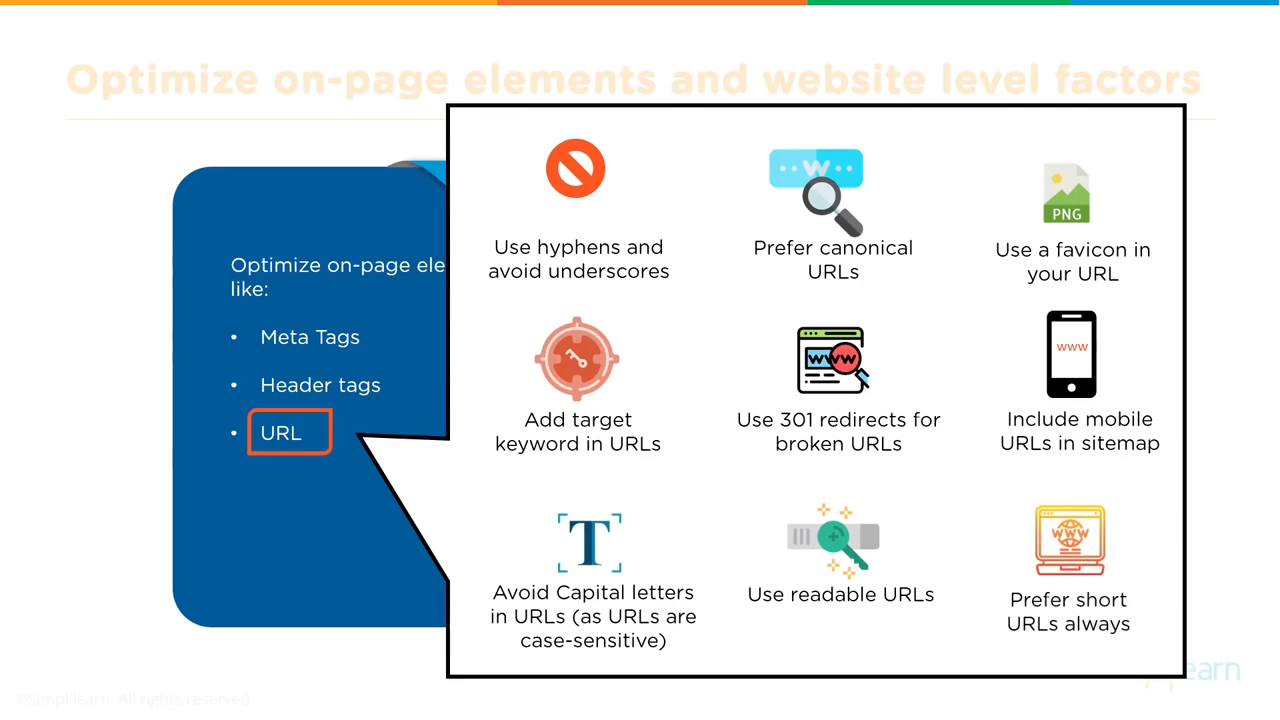 Optimize on-page elements and website level factors
Optimize on-page ele
like:
• Meta Tags
• Header tags
• URL
Use hyphens and
avoid underscores
W
Prefer canonical
URLs
PNG
Use a favicon in
your URL
Add target
keyword in URLs
WWW
Use 301 redirects for
broken URLs
www
Include mobile
URLs in sitemap
T
Avoid Capital letters
in URLs (as URLs are
case-sensitive)
Use readable URLs
WWW
Prefer short
URLs always
©Simplilearn. All rights reserved
earn